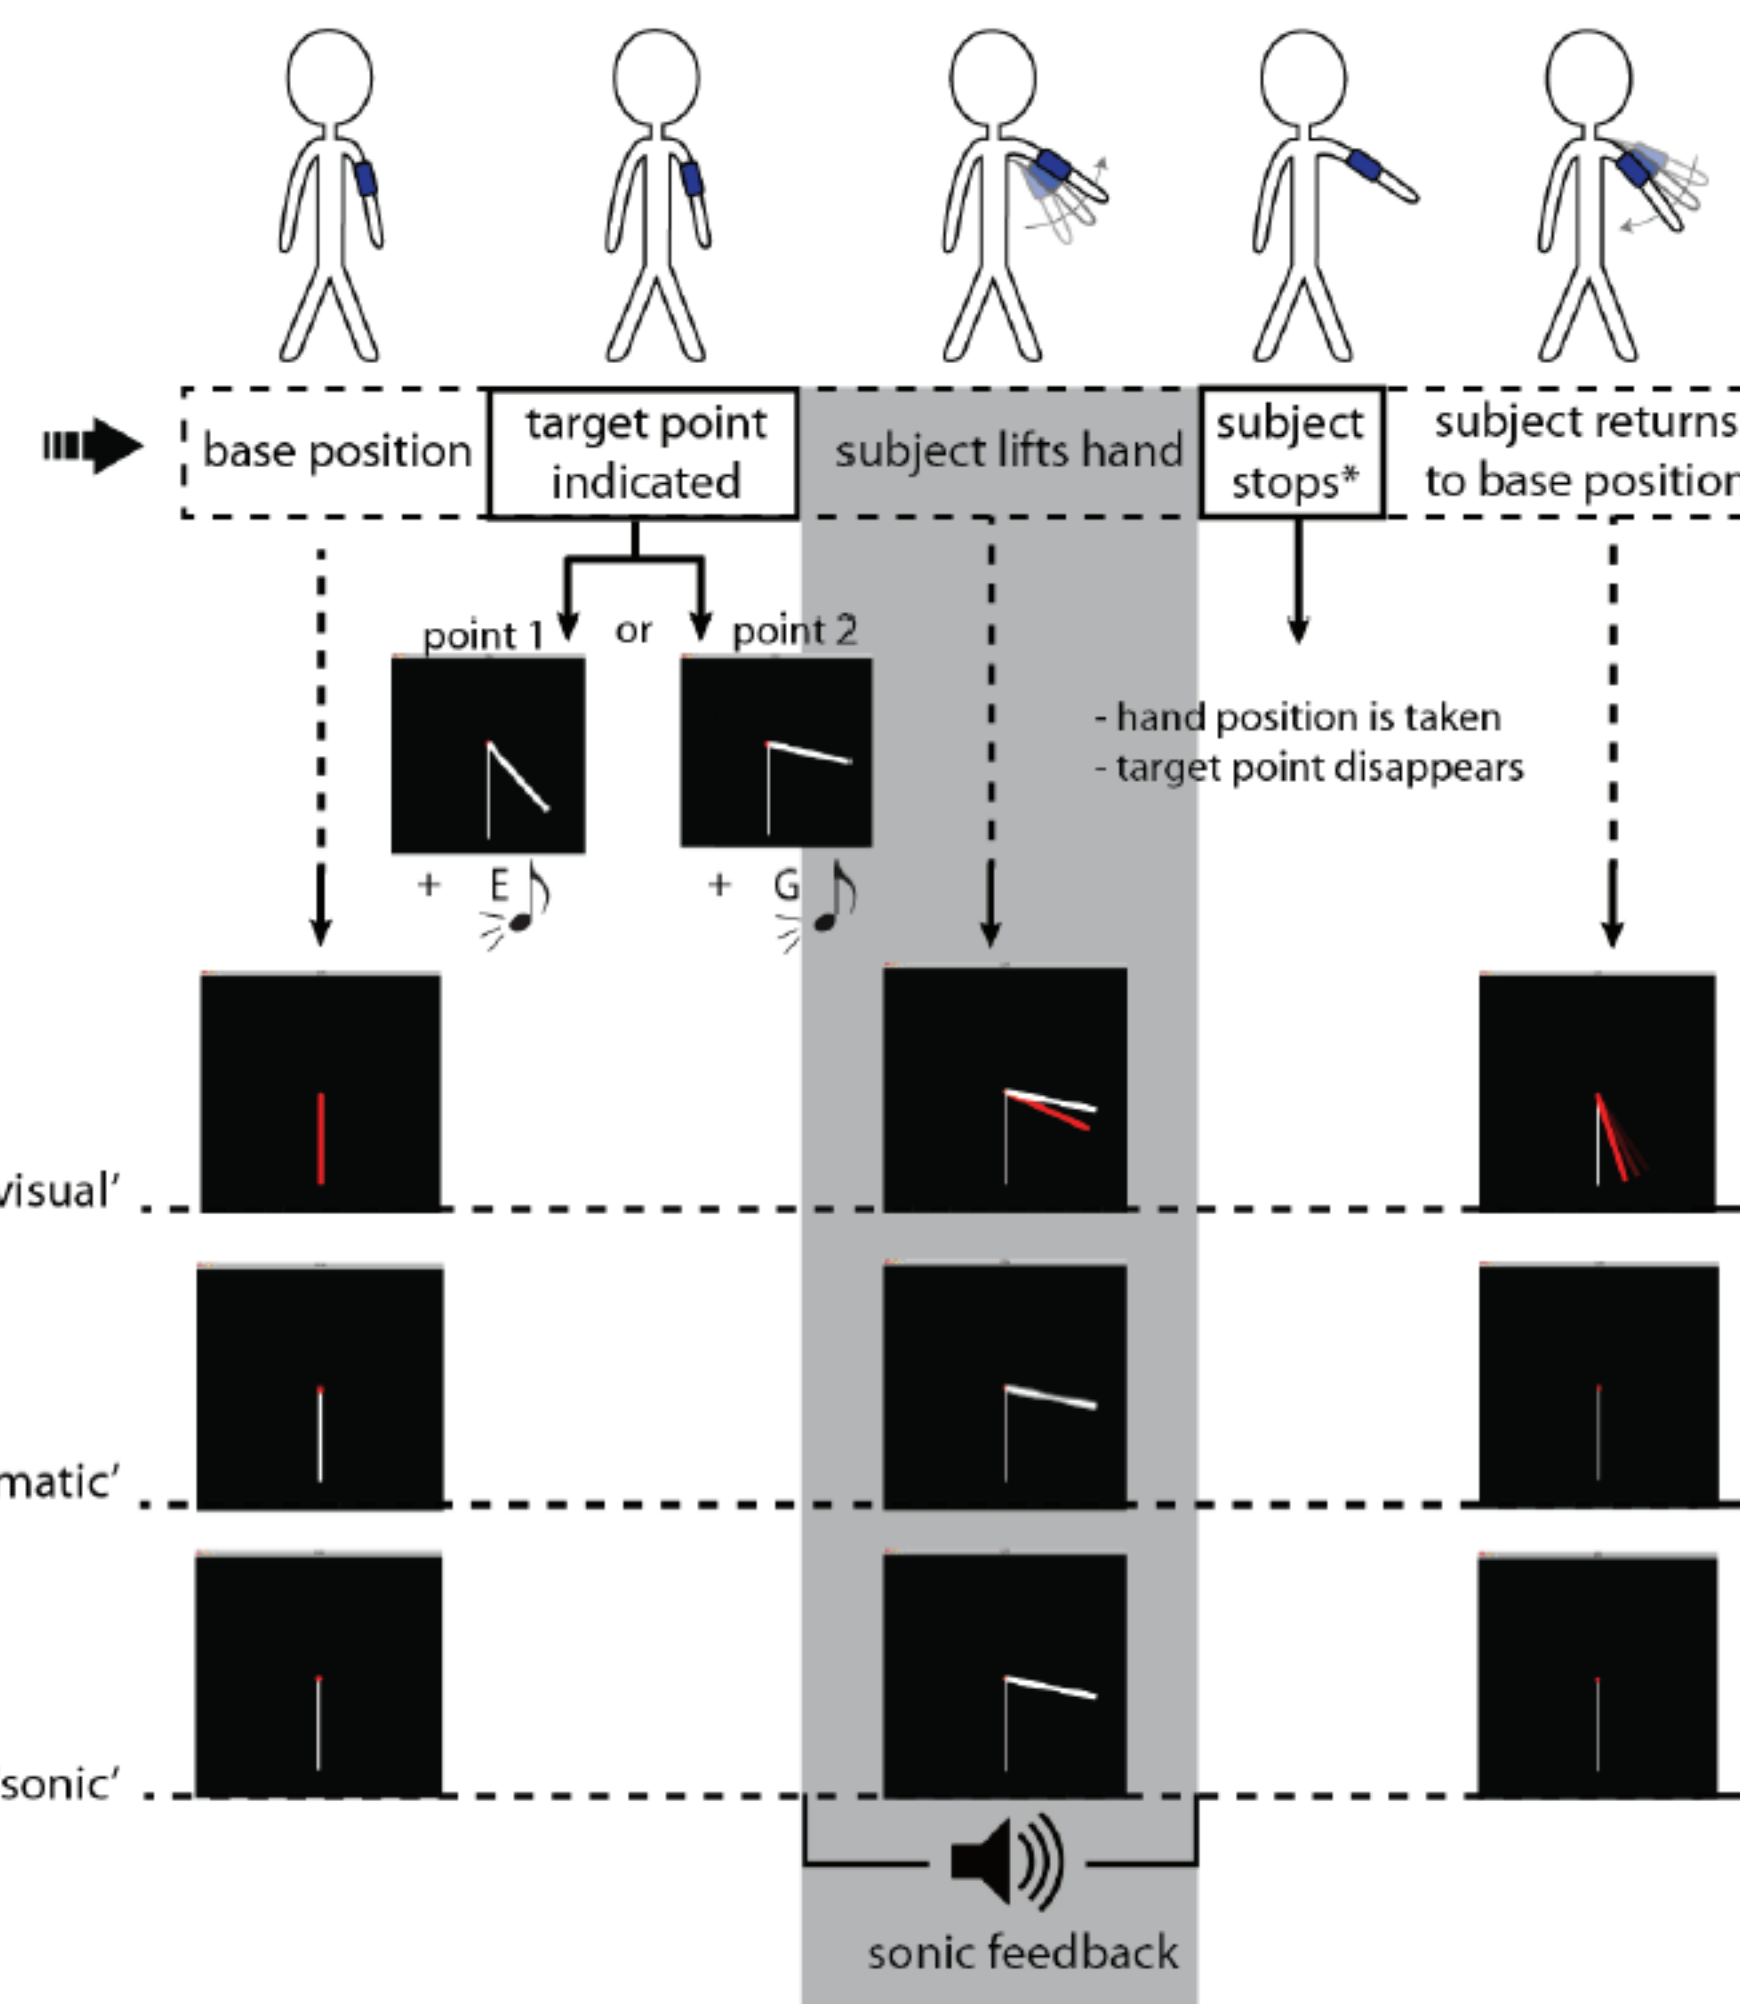 base position
target point
indicated
subject lifts hand
subject
stops*
subject returns
to base position
point 1
or
point 2
- hand position is taken
- target point disappears
+ E
+ G
visual’
matic’
sonic’
sonic feedback